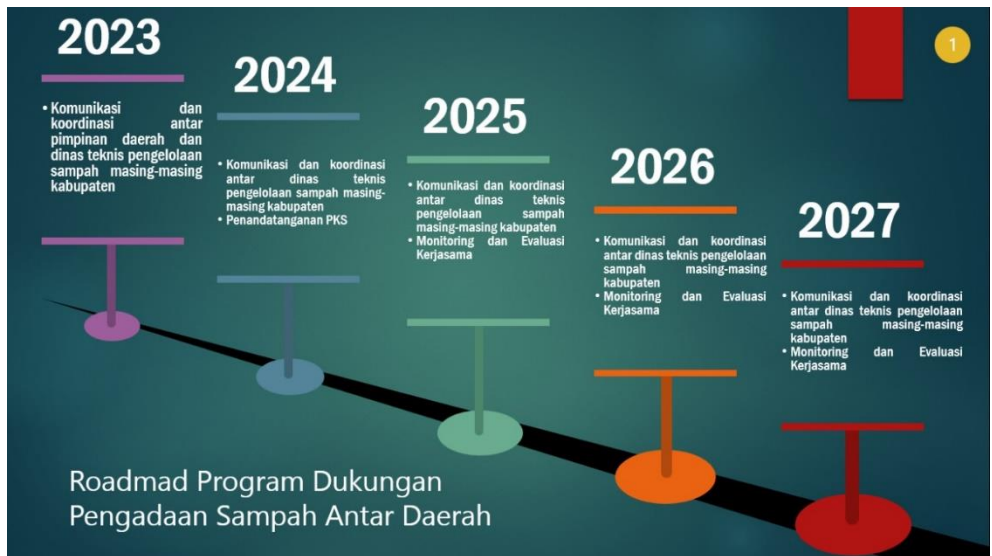 1
2023
• Komunikasi dan
koordinasi antar
pimpinan daerah dan
dinas teknis pengelolaan
sampah masing-masing
kabupaten
2024
• Komunikasi dan koordinasi
antar dinas teknis
pengelolaan sampah masing-
masing kabupaten
• Penandatanganan PKS
2025
• Komunikasi dan koordinasi
antar dinas teknis
pengelolaan sampah
masing-masing kabupaten
• Monitoring dan Evaluasi
Kerjasama
2026
• Komunikasi dan koordinasi
antar dinas teknis pengelolaan
sampah masing-masing
kabupaten
• Monitoring dan Evaluasi
Kerjasama
2027
• Komunikasi dan koordinasi
antar dinas teknis pengelolaan
sampah masing-masing
kabupaten
• Monitoring dan Evaluasi
Kerjasama
Roadmad Program Dukungan
Pengadaan Sampah Antar Daerah